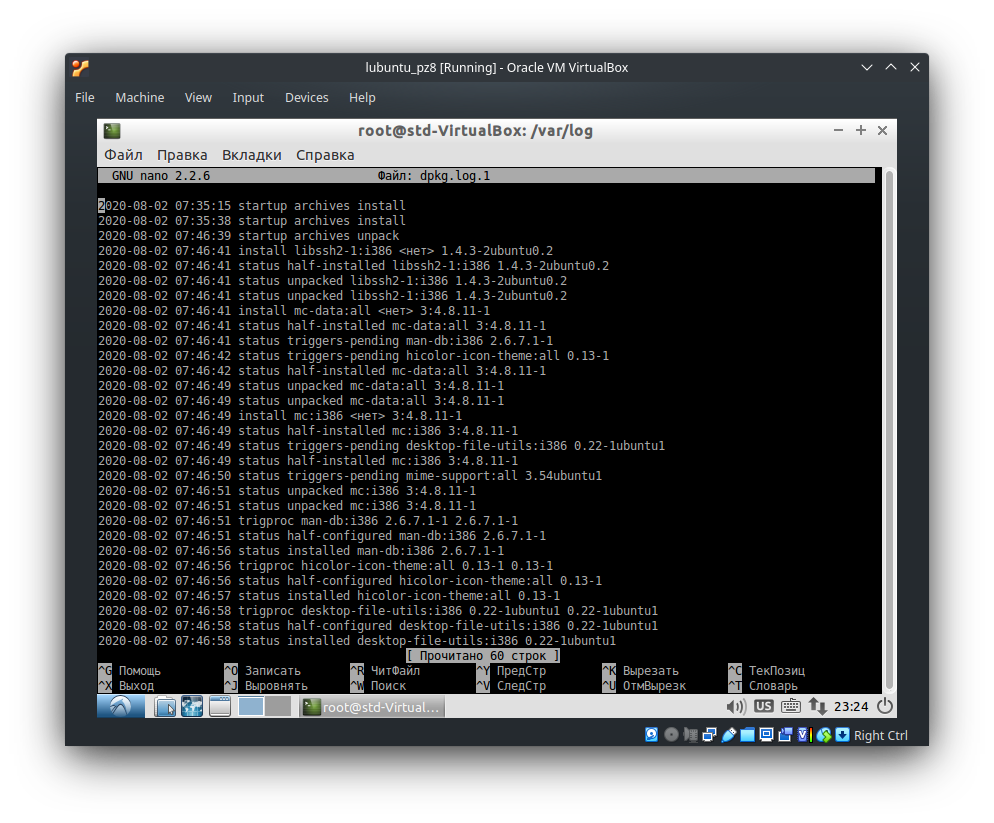 lubuntu_pz8 [Running] - Oracle VM VirtualBox
File Machine View Input Devices Help
root@std-VirtualBox: /var/log
Файл Правка Вкладки Справка
GNU nano 2.2.6 Файл: dpkg.log.1
2020-08-02 07:35:15 startup archives install
2020-08-02 07:35:38 startup archives install
2020-08-02 07:46:39 startup archives unpack
2020-08-02 07:46:41 install libssh2-1:i386 <нет> 1.4.3-2ubuntu0.2
2020-08-02 07:46:41 status half-installed libssh2-1:i386 1.4.3-2ubuntu0.2
2020-08-02 07:46:41 status unpacked libssh2-1:i386 1.4.3-2ubuntu0.2
2020-08-02 07:46:41 status unpacked libssh2-1:i386 1.4.3-2ubuntu0.2
2020-08-02 07:46:41 install mc-data:all <нет> 3:4.8.11-1
2020-08-02 07:46:41 status half-installed mc-data:all 3:4.8.11-1
2020-08-02 07:46:41 status triggers-pending man-db:i386 2.6.7.1-1
2020-08-02 07:46:42 status triggers-pending hicolor-icon-theme:all 0.13-1
2020-08-02 07:46:42 status half-installed mc-data:all 3:4.8.11-1
2020-08-02 07:46:49 status unpacked mc-data:all 3:4.8.11-1
2020-08-02 07:46:49 status unpacked mc-data:all 3:4.8.11-1
2020-08-02 07:46:49 install mc:i386 <нет> 3:4.8.11-1
2020-08-02 07:46:49 status half-installed mc:i386 3:4.8.11-1
2020-08-02 07:46:49 status triggers-pending desktop-file-utils:i386 0.22-1ubuntu1
2020-08-02 07:46:49 status half-installed mc:i386 3:4.8.11-1
2020-08-02 07:46:50 status triggers-pending mime-support:all 3.54ubuntu1
2020-08-02 07:46:51 status unpacked mc:i386 3:4.8.11-1
2020-08-02 07:46:51 status unpacked mc:i386 3:4.8.11-1
2020-08-02 07:46:51 trigproc man-db:i386 2.6.7.1-1 2.6.7.1-1
2020-08-02 07:46:51 status half-configured man-db:i386 2.6.7.1-1
2020-08-02 07:46:56 status installed man-db:i386 2.6.7.1-1
2020-08-02 07:46:56 trigproc hicolor-icon-theme:all 0.13-1 0.13-1
2020-08-02 07:46:56 status half-configured hicolor-icon-theme:all 0.13-1
2020-08-02 07:46:57 status installed hicolor-icon-theme:all 0.13-1
2020-08-02 07:46:58 trigproc desktop-file-utils:i386 0.22-1ubuntu1 0.22-1ubuntu1
2020-08-02 07:46:58 status half-configured desktop-file-utils:i386 0.22-1ubuntu1
2020-08-02 07:46:58 status installed desktop-file-utils:i386 0.22-1ubuntu1
[ Прочитано 60 строк ]
^G Помощь ^O Записать ^R ЧитФайл ^Y ПредСтр ^K Вырезать ^C ТекПозиц
^X Выход ^J Выровнять ^W Поиск ^V СледСтр ^U ОтмВырезк ^T Словарь
root@std-Virtual... US 23:24
Right Ctrl